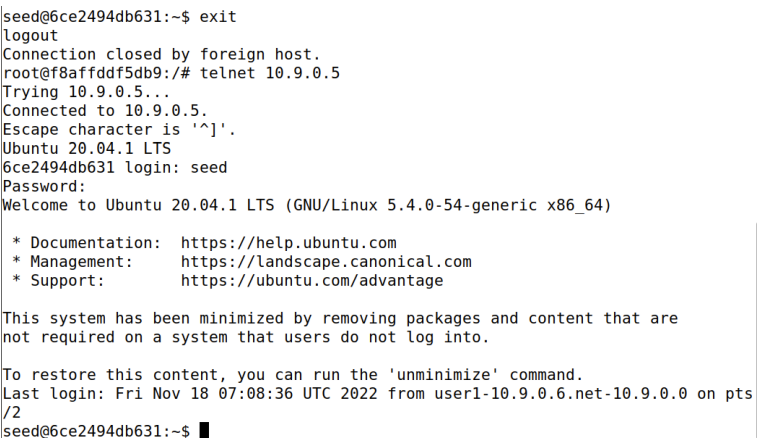 seed@6ce2494db631:~$ exit
logout
Connection closed by foreign host.
root@f8affddf5db9:/# telnet 10.9.0.5
Trying 10.9.0.5...
Connected to 10.9.0.5.
Escape character is '^]'.
Ubuntu 20.04.1 LTS
6ce2494db631 login: seed
Password:
Welcome to Ubuntu 20.04.1 LTS (GNU/Linux 5.4.0-54-generic x86_64)

 * Documentation:  https://help.ubuntu.com
 * Management:     https://landscape.canonical.com
 * Support:        https://ubuntu.com/advantage

This system has been minimized by removing packages and content that are
not required on a system that users do not log into.

To restore this content, you can run the 'unminimize' command.
Last login: Fri Nov 18 07:08:36 UTC 2022 from user1-10.9.0.6.net-10.9.0.0 on pts
/2
seed@6ce2494db631:~$